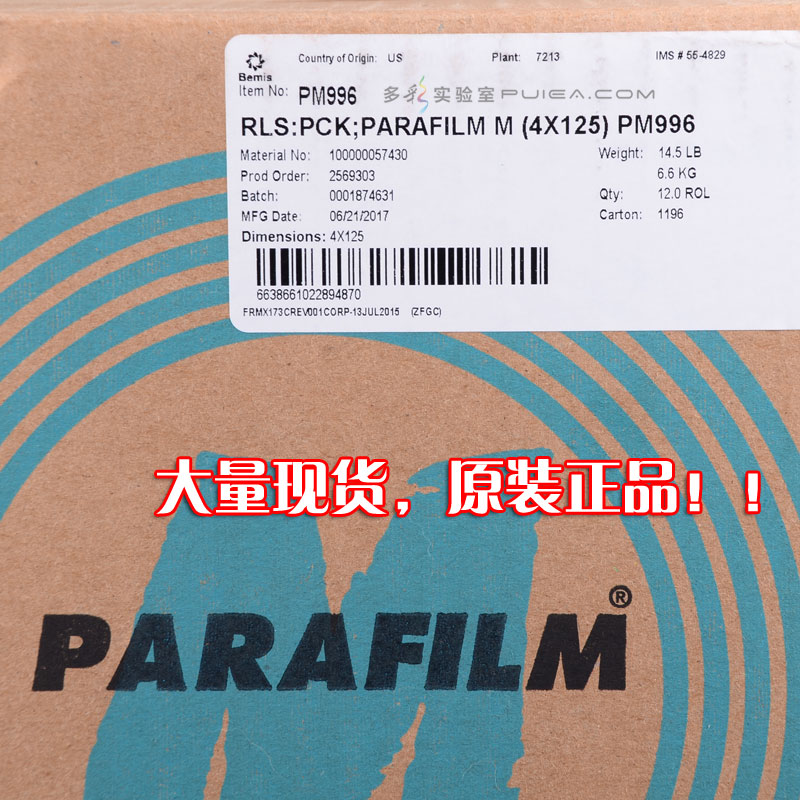 Country of Origin: US Plant: 7213 IMS # 55-4829
Bemis
Item No: PM996 多彩实验室PUIEA.COM
RLS:PCK;PARAFILM M (4X125) PM996
Material No: 100000057430 Weight: 14.5 LB
Prod Order: 2569303 6.6 KG
Batch: 0001874631 Qty: 12.0 ROL
MFG Date: 06/21/2017 Carton: 1196
Dimensions: 4X125
6638661022894870
FRMX173CREV001CORP-13JUL2015 (ZFGC)
大量现货，原装正品！！
PARAFILM®